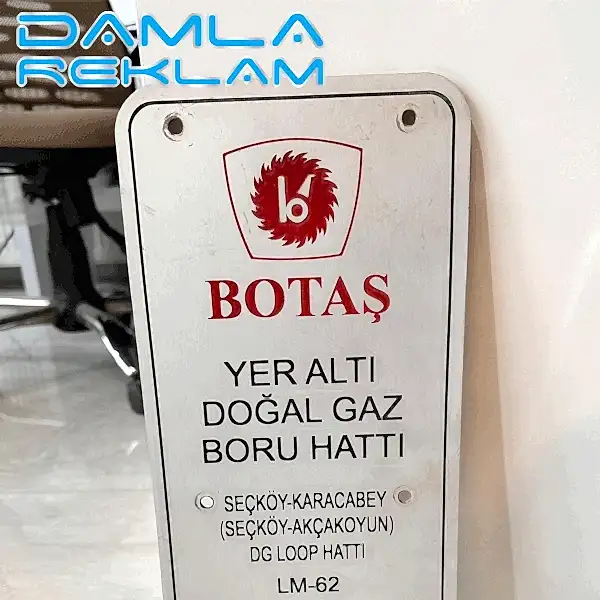 DAMLA
REKLAM
BOTAŞ
YER ALTI
DOĞAL GAZ
BORU HATTI
SEÇKÖY-KARACABEY
(SEÇKÖY-AKÇAKOYUN)
DG LOOP HATTI
LM-62